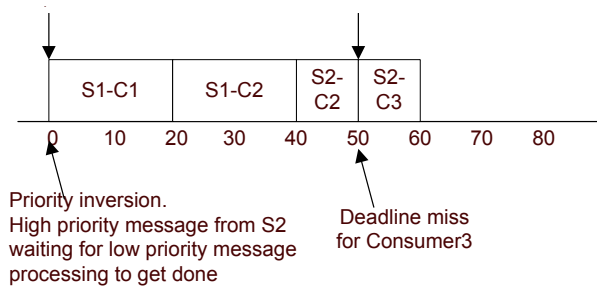 S1-C1
S1-C2
S2-
C2
S2-
C3
0 10 20 30 40 50 60 70 80
Priority inversion.
High priority message from S2
waiting for low priority message
processing to get done
Deadline miss
for Consumer3